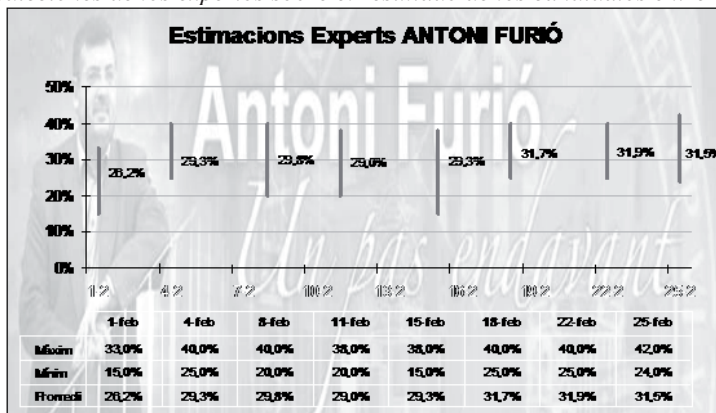 Estimacions Experts ANTONI FURIÓ
Antoni Furió
Un pas endavant
50%
40%
30%
20%
10%
0%
26,2%
29,3%
29,8%
29,0%
29,3%
31,7%
31,9%
31,5%
1-feb 4-feb 8-feb 11-feb 15-feb 18-feb 22-feb 25-feb
Màxim 33,0% 40,0% 40,0% 38,0% 38,0% 40,0% 40,0% 42,0%
Mínim 15,0% 25,0% 20,0% 20,0% 15,0% 25,0% 25,0% 24,0%
Promedi 26,2% 29,3% 29,8% 29,0% 29,3% 31,7% 31,9% 31,5%